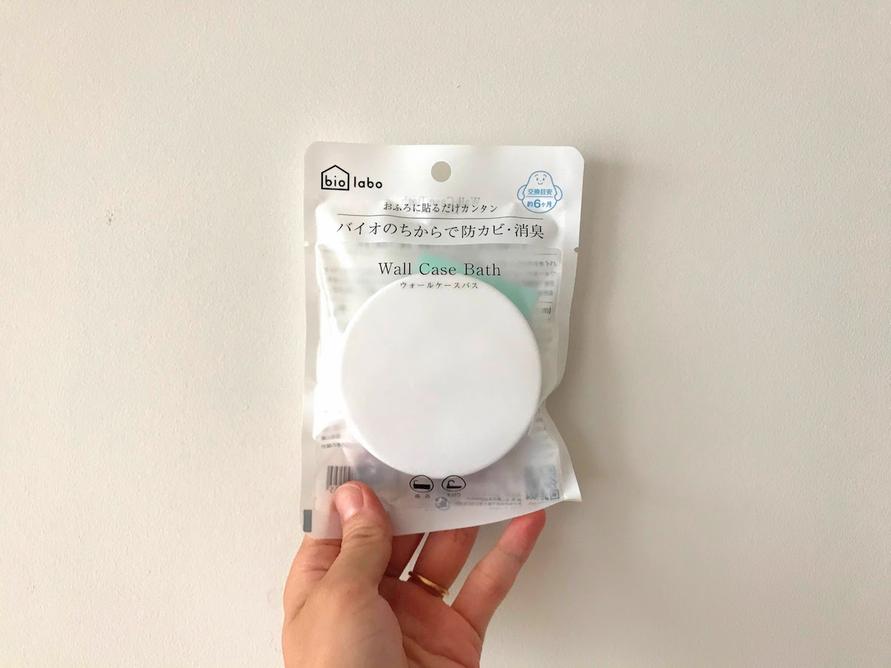 bio labo
交換目安
約6ヶ月
おふろに貼るだけカンタン
バイオのちからで防カビ・消臭
Wall Case Bath
ウォールケースバス